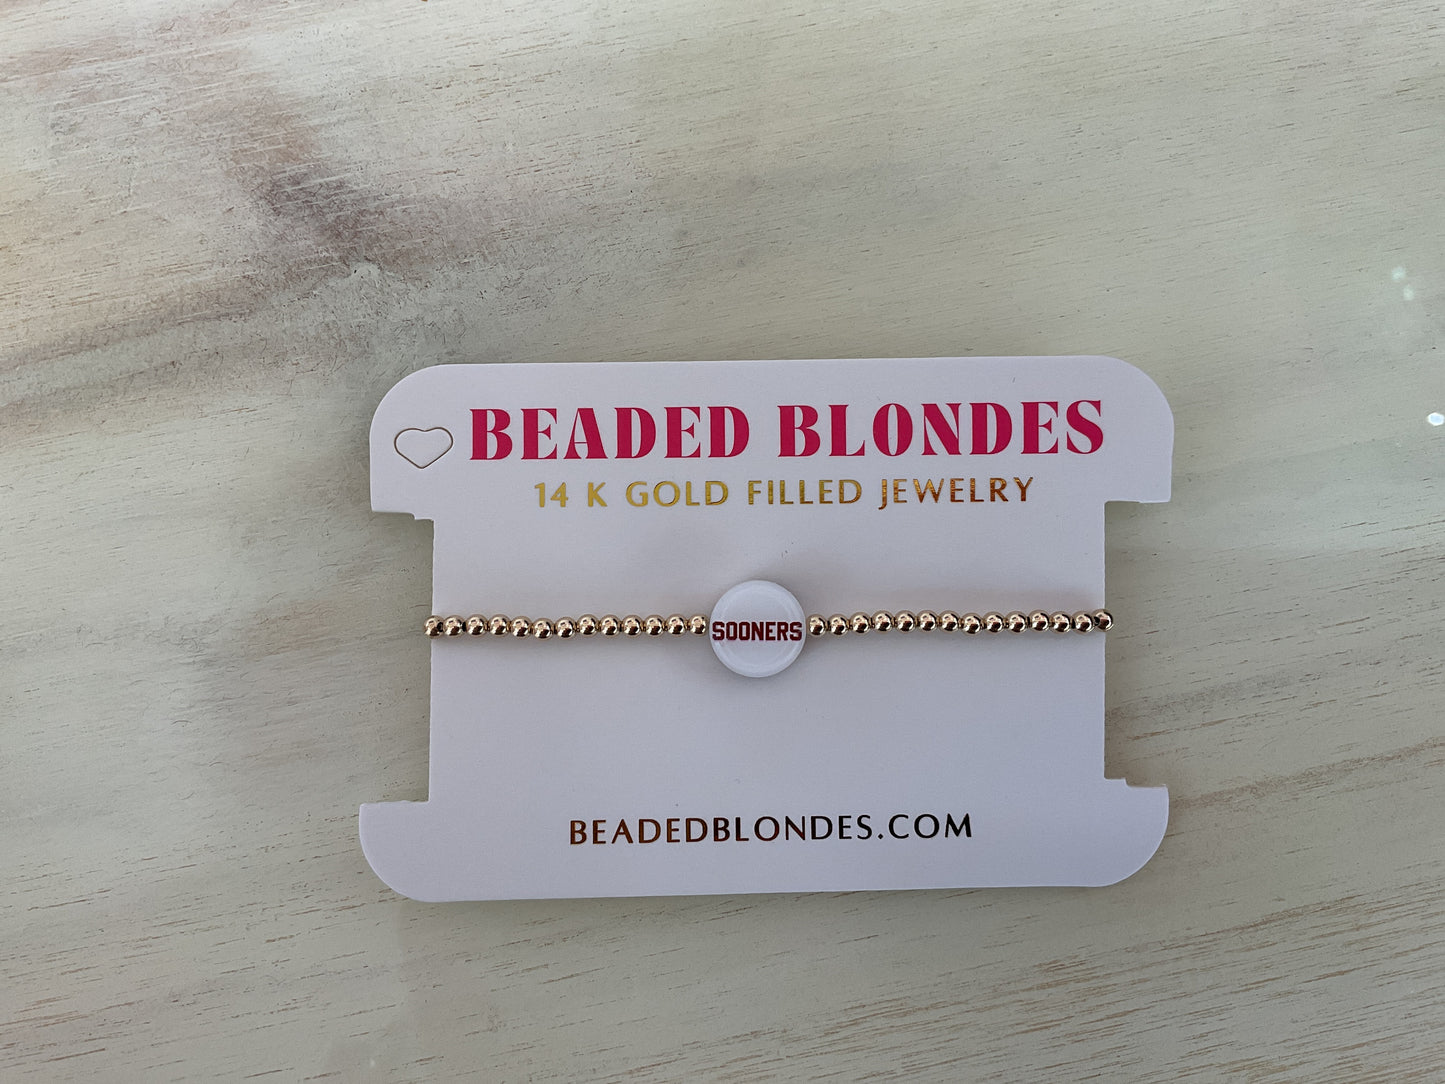 BEADED BLONDES
14 K GOLD FILLED JEWELRY
SOONERS
BEADEDBLONDES.COM